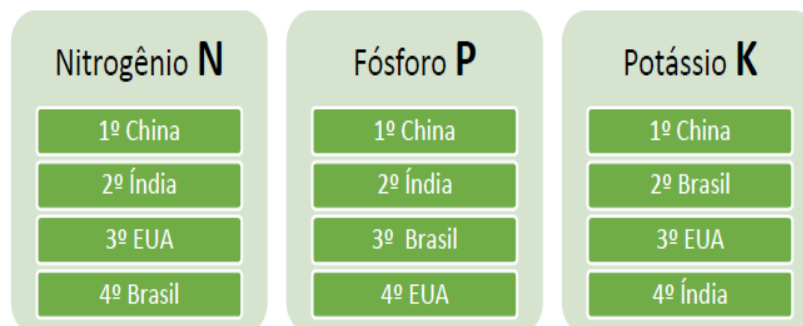 Nitrogênio N
1º China
2º Índia
3º EUA
4º Brasil
Fósforo P
1º China
2º Índia
3º Brasil
4º EUA
Potássio K
1º China
2º Brasil
3º EUA
4º Índia